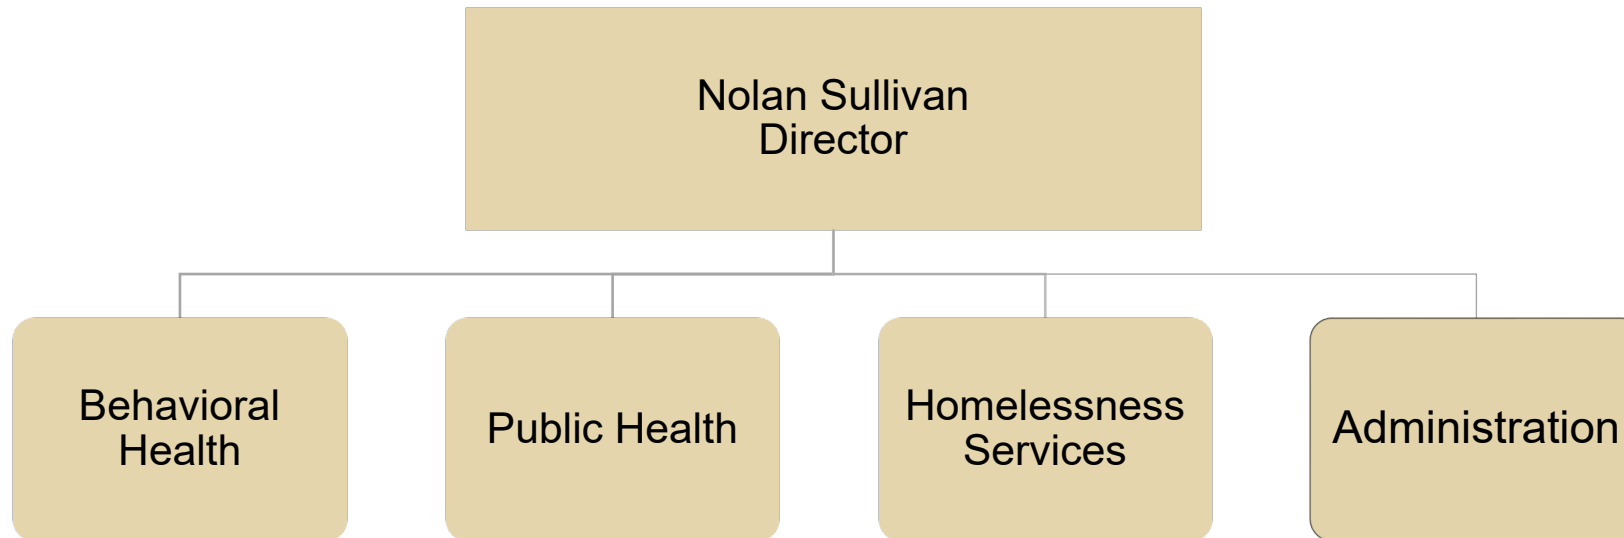 Nolan Sullivan
Director
Behavioral
Health
Public Health
Homelessness
Services
Administration